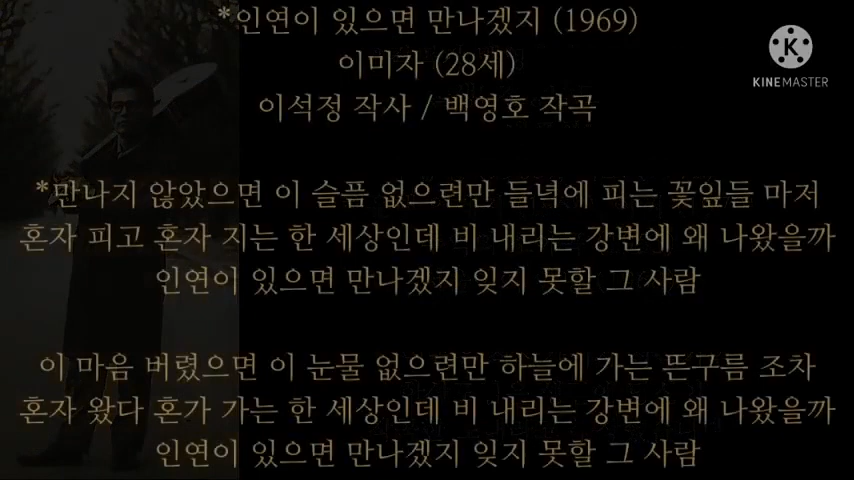 *인연이 있으면 만나겠지 (1969)
이미자 (28세)
이석정 작사 / 백영호 작곡
K
KINEMASTER
*만나지 않았으면 이 슬픔 없으련만 들녘에 피는 꽃잎들 마저
혼자 피고 혼자 지는 한 세상인데 비 내리는 강변에 왜 나왔을까
인연이 있으면 만나겠지 잊지 못할 그 사람
이 마음 버렸으면 이 눈물 없으련만 하늘에 가는 뜬구름 조차
혼자 왔다 혼가 가는 한 세상인데 비 내리는 강변에 왜 나왔을까
인연이 있으면 만나겠지 잊지 못할 그 사람